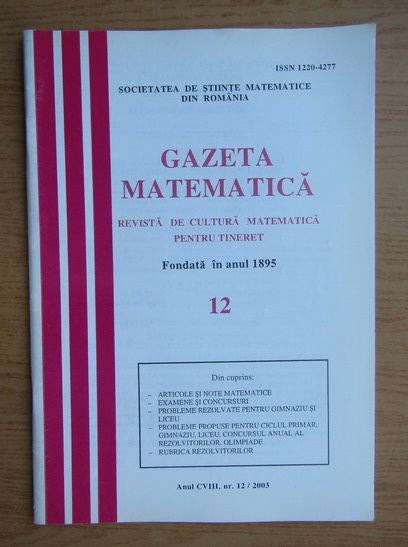 ISSN 1220-4277
SOCIETATEA DE ŞTIINŢE MATEMATICE
DIN ROMÂNIA
GAZETA
MATEMATICĂ
REVISTĂ DE CULTURĂ MATEMATICĂ
PENTRU TINERET
Fondată în anul 1895
12
Din cuprins:
– ARTICOLE ŞI NOTE MATEMATICE
– EXAMENE ŞI CONCURSURI
– PROBLEME REZOLVATE PENTRU GIMNAZIU ŞI
LICEU
– PROBLEME PROPUSE PENTRU CICLUL PRIMAR,
GIMNAZIU, LICEU, CONCURSUL ANUAL AL
REZOLVITORILOR, OLIMPIADE
– RUBRICA REZOLVITORILOR
Anul CVIII, nr. 12 / 2003